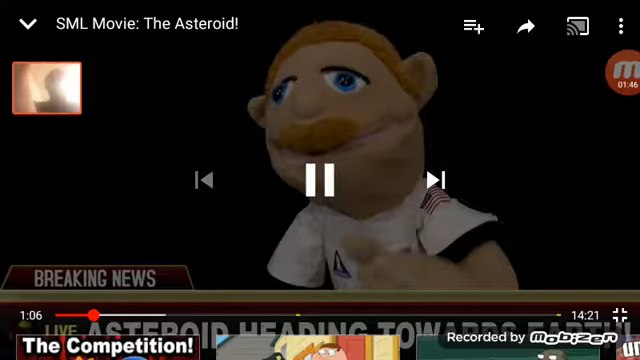 SML Movie: The Asteroid!
01:46
BREAKING NEWS
1:06
14:21
LIVE ASTEROID HEADING TOWARDS EARTH!
Recorded by mobizen
The Competition!